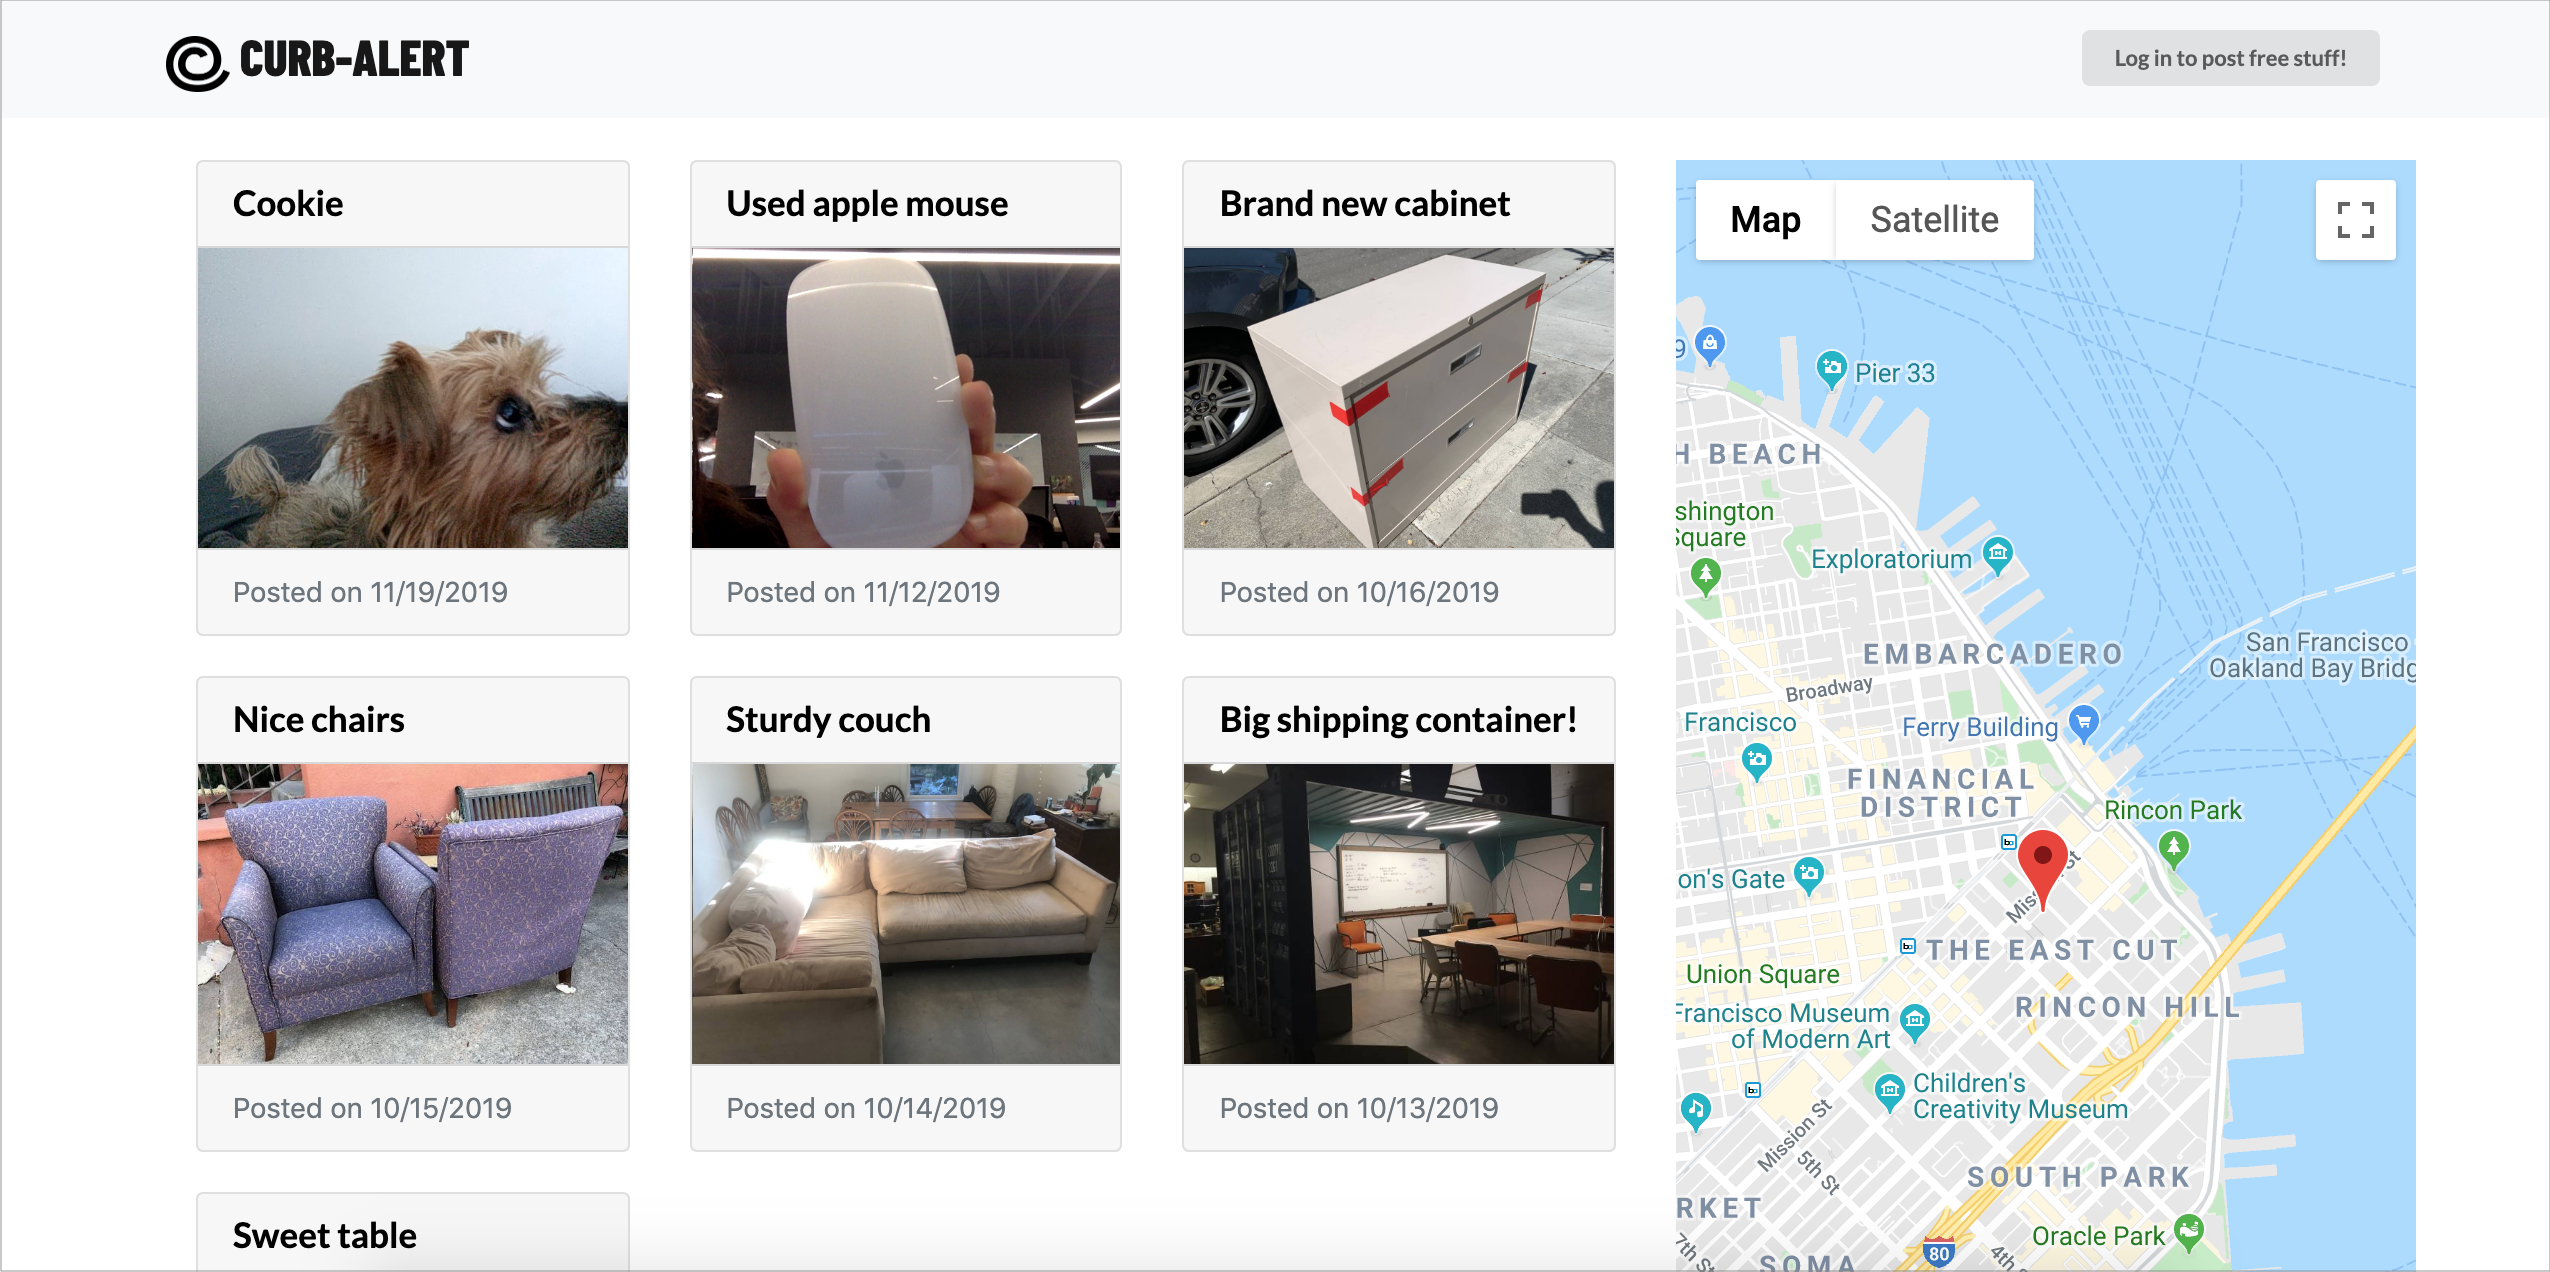 CURB-ALERT
Log in to post free stuff!
Cookie
Posted on 11/19/2019
Used apple mouse
Posted on 11/12/2019
Brand new cabinet
Posted on 10/16/2019
Nice chairs
Posted on 10/15/2019
Sturdy couch
Posted on 10/14/2019
Big shipping container!
Posted on 10/13/2019
Sweet table
Map
Satellite
9
Pier 33
H BEACH
shington
Square
Exploratorium
EMBARCADERO
San Francisco
Oakland Bay Bridg
Broadway
Francisco
Ferry Building
FINANCIAL
DISTRICT
Rincon Park
on's Gate
THE EAST CUT
Union Square
RINCON HILL
Francisco Museum
of Modern Art
Children's
Creativity Museum
Mission St
5th St
SOUTH PARK
RKET
Oracle Park
7th St
SOMA
80
4th